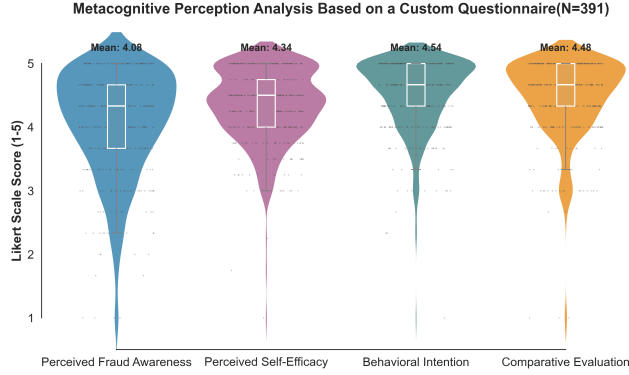 Metacognitive Perception Analysis Based on a Custom Questionnaire(N=391)
Mean: 4.08 Mean: 4.34 Mean: 4.54 Mean: 4.48
Likert Scale Score (1-5)
5
4
3
2
1
Perceived Fraud Awareness Perceived Self-Efficacy Behavioral Intention Comparative Evaluation